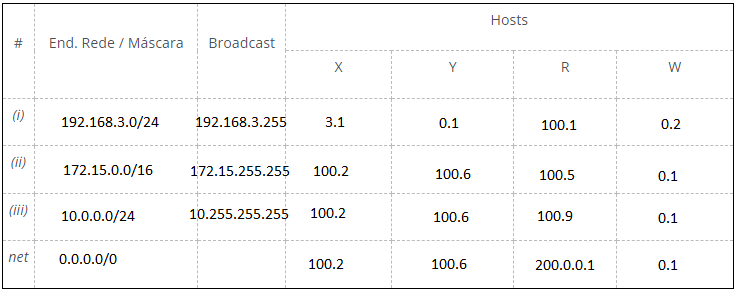 Hosts
# End. Rede / Máscara Broadcast
X Y R W
(i) 192.168.3.0/24 192.168.3.255 3.1 0.1 100.1 0.2
(ii) 172.15.0.0/16 172.15.255.255 100.2 100.6 100.5 0.1
(iii) 10.0.0.0/24 10.255.255.255 100.2 100.6 100.9 0.1
net 0.0.0.0/0 100.2 100.6 200.0.0.1 0.1